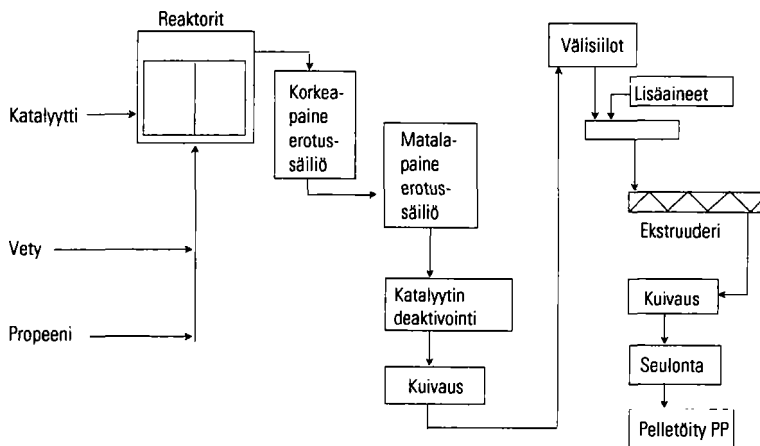 Reaktorit
Katalyytti
Vety
Propeeni
Korkea-
paine
erotus-
säiliö
Matala-
paine
erotus-
säiliö
Katalyytin
deaktivointi
Kuivaus
Välisiilot
Lisäaineet
Ekstruuderi
Kuivaus
Seulonta
Pelletöity PP